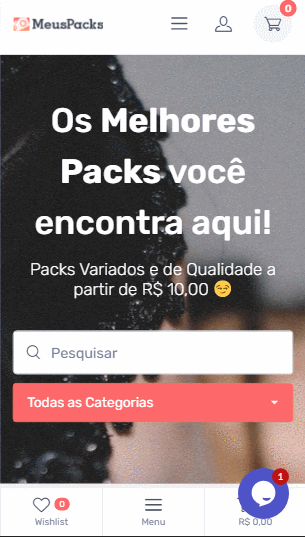 MeusPacks
0
Os Melhores
Packs você
encontra aqui!
Packs Variados e de Qualidade a
partir de R$ 10,00 😏
Pesquisar
Todas as Categorias
0
Wishlist
Menu
R$ 0,00
1